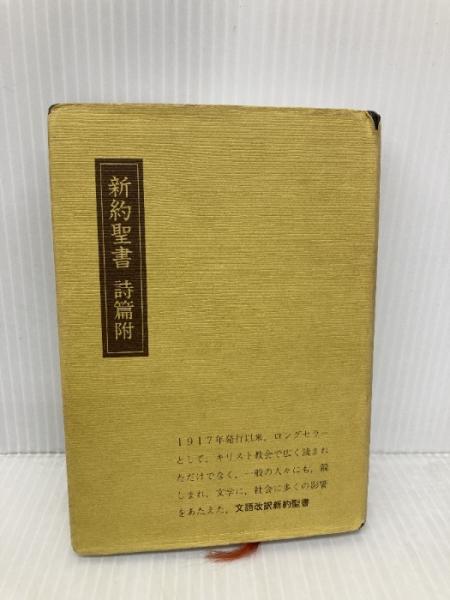 新約聖書 詩篇附
1917年発行以来，ロングセラー
として，キリスト教会で広く読まれ
ただけでなく，一般の人々にも，親
しまれ，文学に，社会に多くの影響
をあたえた，文語改訳新約聖書